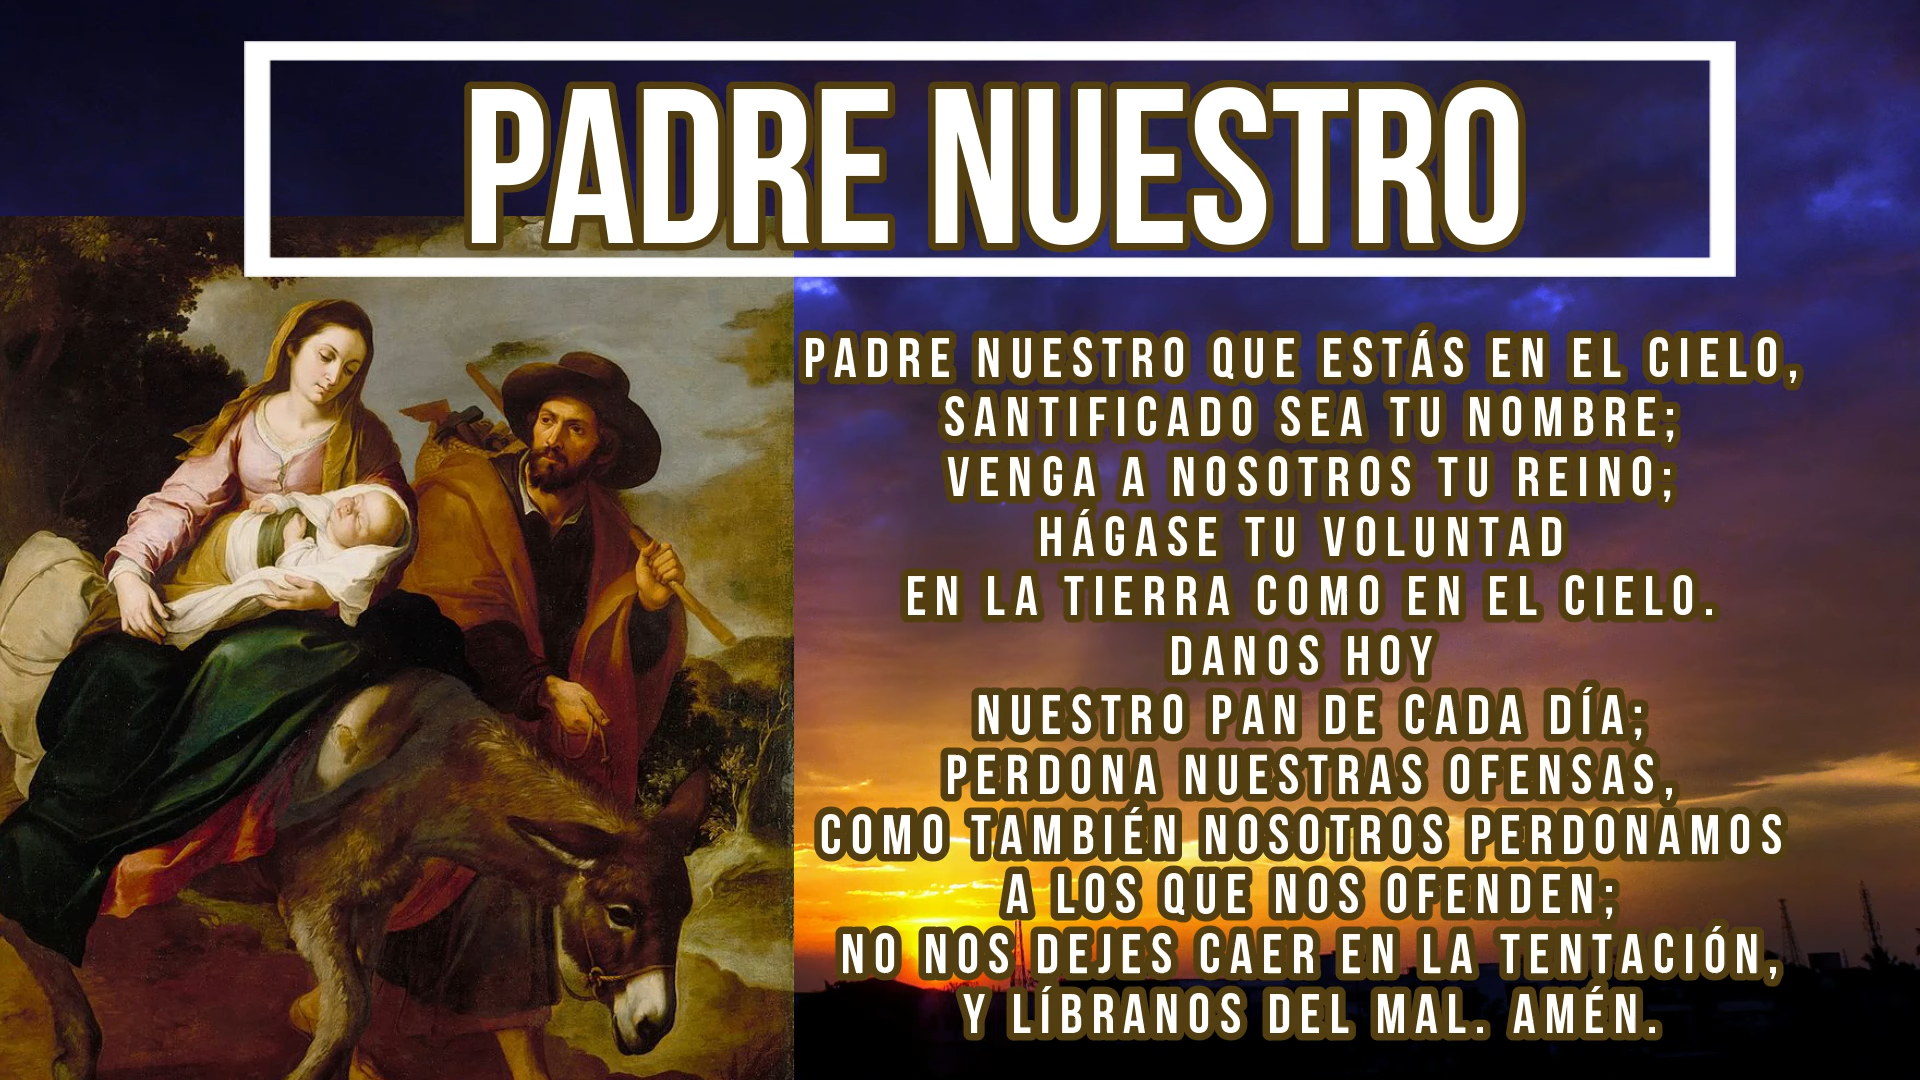 PADRE NUESTRO
PADRE NUESTRO QUE ESTÁS EN EL CIELO,
SANTIFICADO SEA TU NOMBRE;
VENGA A NOSOTROS TU REINO;
HÁGASE TU VOLUNTAD
EN LA TIERRA COMO EN EL CIELO.
DANOS HOY
NUESTRO PAN DE CADA DÍA;
PERDONA NUESTRAS OFENSAS,
COMO TAMBIÉN NOSOTROS PERDONAMOS
A LOS QUE NOS OFENDEN;
NO NOS DEJES CAER EN LA TENTACIÓN,
Y LÍBRANOS DEL MAL. AMÉN.